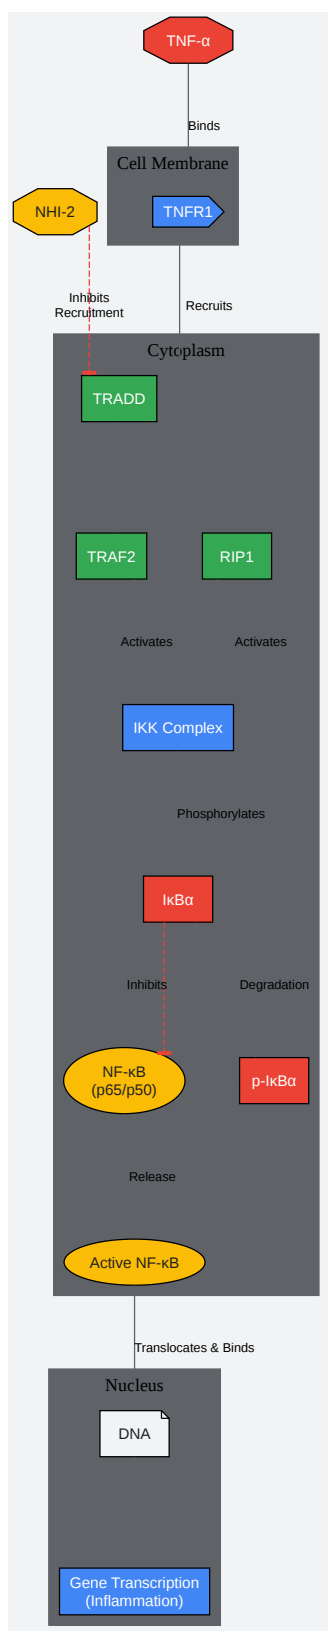 TNF-α
Binds
Cell Membrane
TNFR1
NHI-2
Inhibits
Recruitment
Recruits
Cytoplasm
TRADD
TRAF2
RIP1
Activates
Activates
IKK Complex
Phosphorylates
IκBα
Inhibits
Degradation
NF-κB
(p65/p50)
p-IκBα
Release
Active NF-κB
Translocates & Binds
Nucleus
DNA
Gene Transcription
(Inflammation)